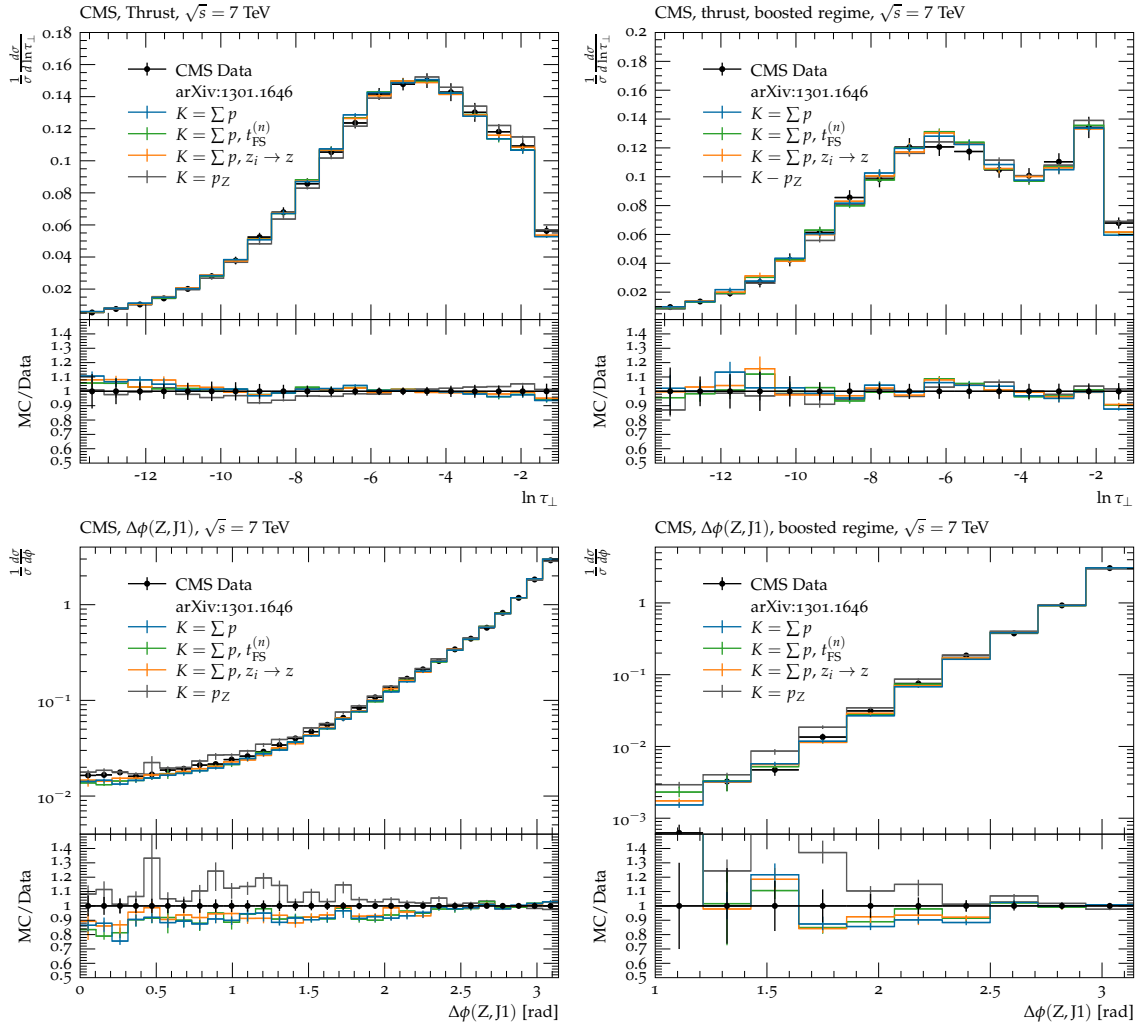 CMS, Thrust, √s = 7 TeV
1/σ dσ/d ln τ⊥
CMS Data
arXiv:1301.1646
K = ∑ p
K = ∑ p, t_FS^(n)
K = ∑ p, z_i → z
K = p_Z
0.18
0.16
0.14
0.12
0.1
0.08
0.06
0.04
0.02
MC/Data
1.4
1.3
1.2
1.1
1.0
0.9
0.8
0.7
0.6
0.5
-12 -10 -8 -6 -4 -2
ln τ⊥
CMS, thrust, boosted regime, √s = 7 TeV
1/σ dσ/d ln τ⊥
CMS Data
arXiv:1301.1646
K = ∑ p
K = ∑ p, t_FS^(n)
K = ∑ p, z_i → z
K − p_Z
0.2
0.18
0.16
0.14
0.12
0.1
0.08
0.06
0.04
0.02
MC/Data
1.4
1.3
1.2
1.1
1.0
0.9
0.8
0.7
0.6
0.5
-12 -10 -8 -6 -4 -2
ln τ⊥
CMS, Δϕ(Z, J1), √s = 7 TeV
1/σ dσ/dϕ
CMS Data
arXiv:1301.1646
K = ∑ p
K = ∑ p, t_FS^(n)
K = ∑ p, z_i → z
K = p_Z
1
10⁻¹
10⁻²
MC/Data
1.4
1.3
1.2
1.1
1.0
0.9
0.8
0.7
0.6
0.5
0 0.5 1 1.5 2 2.5 3
Δϕ(Z, J1) [rad]
CMS, Δϕ(Z, J1), boosted regime, √s = 7 TeV
1/σ dσ/dϕ
CMS Data
arXiv:1301.1646
K = ∑ p
K = ∑ p, t_FS^(n)
K = ∑ p, z_i → z
K = p_Z
1
10⁻¹
10⁻²
10⁻³
MC/Data
1.4
1.3
1.2
1.1
1.0
0.9
0.8
0.7
0.6
0.5
1 1.5 2 2.5 3
Δϕ(Z, J1) [rad]